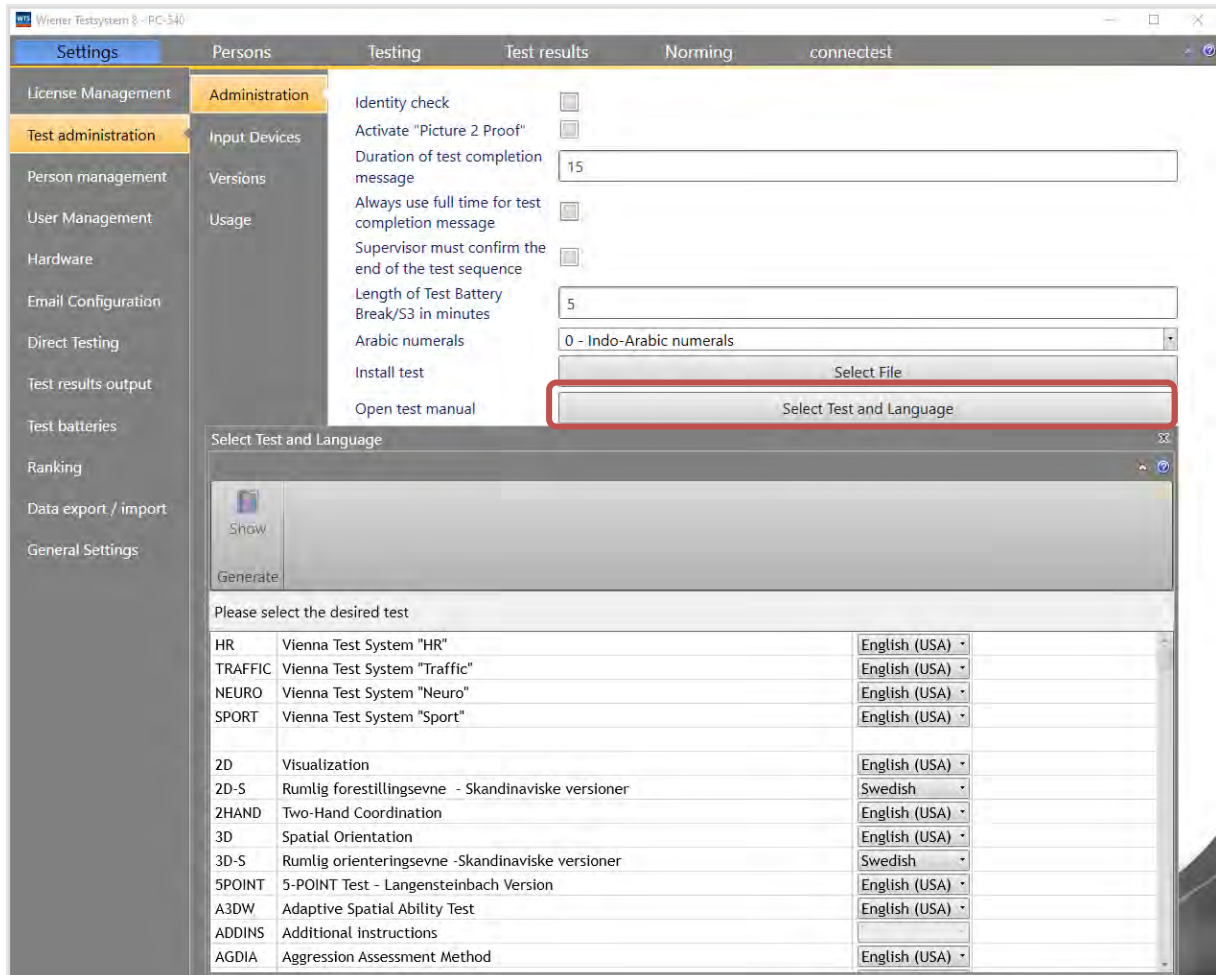 WTS Wiener Testsystem 8 - PC-540
Settings Persons Testing Test results Norming connectest
License Management
Test administration
Person management
User Management
Hardware
Email Configuration
Direct Testing
Test results output
Test batteries
Ranking
Data export / import
General Settings
Administration
Input Devices
Versions
Usage
Identity check
Activate "Picture 2 Proof"
Duration of test completion
message
15
Always use full time for test
completion message
Supervisor must confirm the
end of the test sequence
Length of Test Battery
Break/S3 in minutes
5
Arabic numerals
0 - Indo-Arabic numerals
Install test
Select File
Open test manual
Select Test and Language
Select Test and Language
Show
Generate
Please select the desired test
HR Vienna Test System "HR" English (USA)
TRAFFIC Vienna Test System "Traffic" English (USA)
NEURO Vienna Test System "Neuro" English (USA)
SPORT Vienna Test System "Sport" English (USA)
2D Visualization English (USA)
2D-S Rumlig forestillingsevne - Skandinaviske versioner Swedish
2HAND Two-Hand Coordination English (USA)
3D Spatial Orientation English (USA)
3D-S Rumlig orienteringsevne -Skandinaviske versioner Swedish
5POINT 5-POINT Test - Langensteinbach Version English (USA)
A3DW Adaptive Spatial Ability Test English (USA)
ADDINS Additional instructions
AGDIA Aggression Assessment Method English (USA)